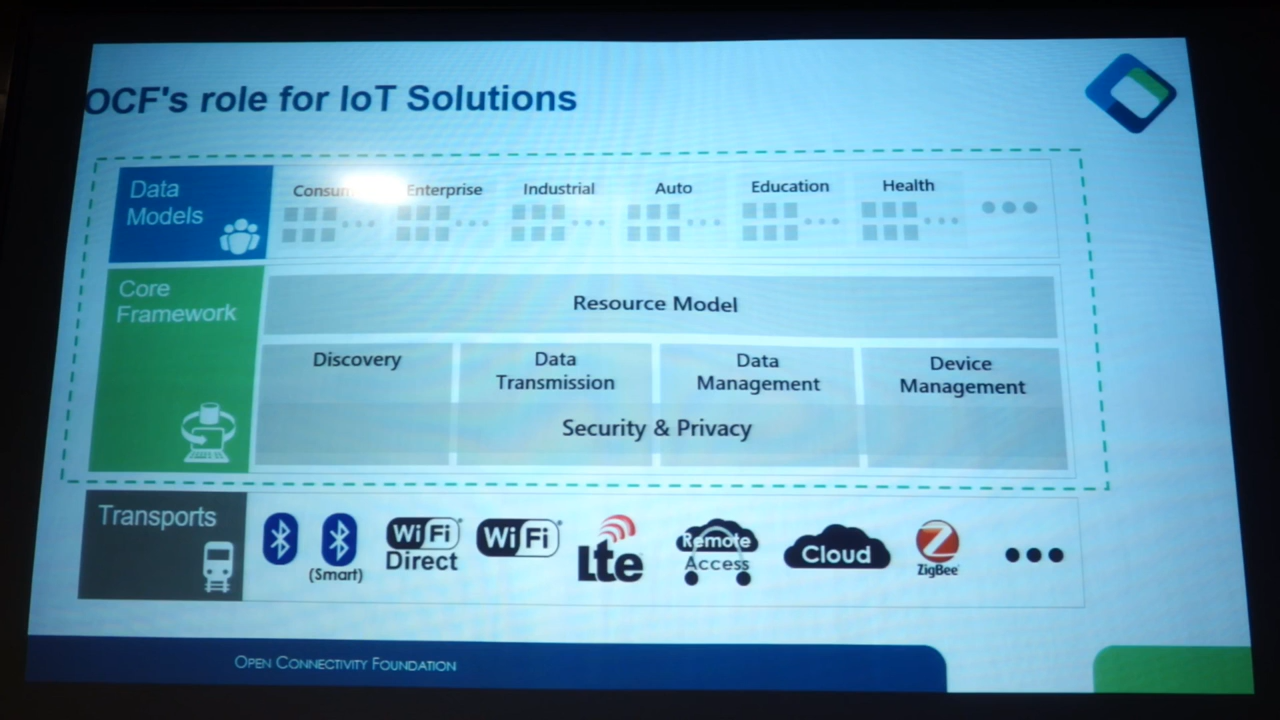 OCF's role for IoT Solutions
Data
Models
Enterprise
Industrial
Auto
Education
Health
Core
Framework
Resource Model
Discovery
Data
Transmission
Data
Management
Device
Management
Security & Privacy
Transports
(Smart)
WiFi
Direct
WiFi
Lte
Remote
Access
Cloud
ZigBee
OPEN CONNECTIVITY FOUNDATION